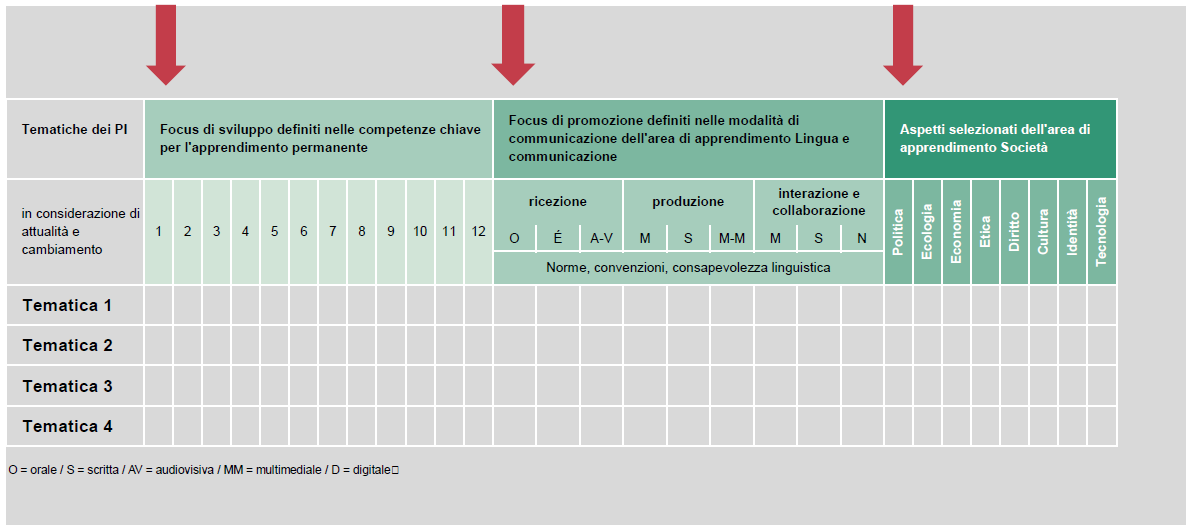 Tematiche dei PI
Focus di sviluppo definiti nelle competenze chiave
per l'apprendimento permanente
Focus di promozione definiti nelle modalità di
communicazione dell'area di apprendimento Lingua e
communicazione
Aspetti selezionati dell'area di
apprendimento Società
in considerazione di
attualità e
cambiamento
1 2 3 4 5 6 7 8 9 10 11 12
ricezione produzione interazione e
collaborazione
O É A-V M S M-M M S N
Norme, convenzioni, consapevolezza linguistica
Politica
Ecologia
Economia
Etica
Diritto
Cultura
Identità
Tecnologia
Tematica 1
Tematica 2
Tematica 3
Tematica 4
O = orale / S = scritta / AV = audiovisiva / MM = multimediale / D = digitale